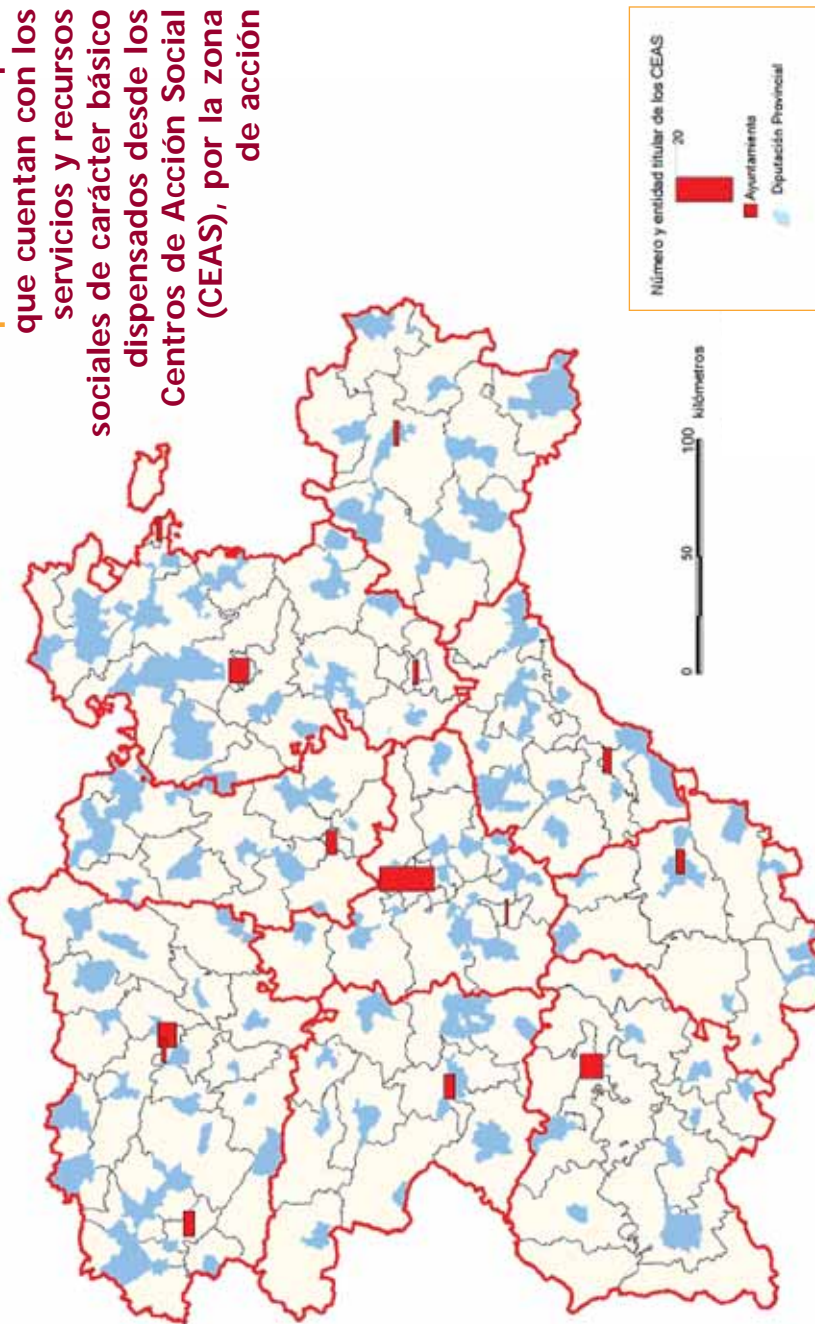 que cuentan con los
servicios y recursos
sociales de carácter básico
dispensados desde los
Centros de Acción Social
(CEAS), por la zona
de acción
Número y entidad titular de los CEAS
20
Ayuntamiento
Diputación Provincial
0 50 100
kilómetros